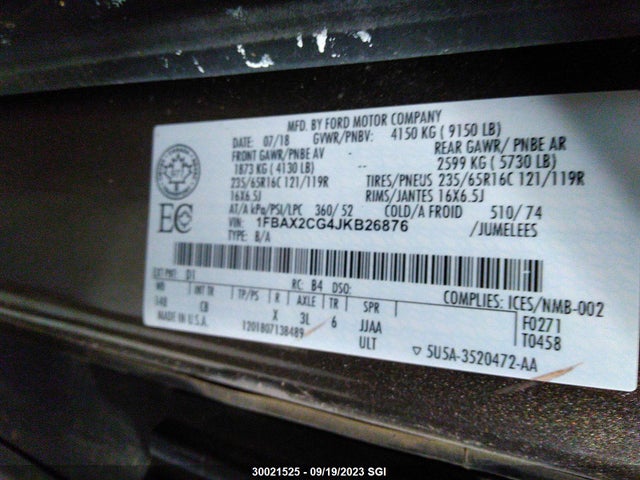 MFD. BY FORD MOTOR COMPANY
DATE: 07/18 GVWR/PNBV: 4150 KG ( 9150 LB)
FRONT GAWR/PNBE AV REAR GAWR/ PNBE AR
1873 KG ( 4130 LB) 2599 KG ( 5730 LB)
235/65R16C 121/119R TIRES/PNEUS 235/65R16C 121/119R
16X6.5J RIMS/JANTES 16X6.5J
AT/A kPa/PSI/LPC 360/ 52 COLD/A FROID 510/ 74
VIN: 1FBAX2CG4JKB26876 /JUMELEES
TYPE: B/A
EC
EXT PNT: D1 RC: B4 DSO: COMPLIES: ICES/NMB-002
WB INT TR TP/PS R AXLE TR SPR F0271
148 CB X 3L 6 JJAA T0458
MADE IN U.S.A. 1201807138489 ULT 5U5A-3520472-AA
30021525 - 09/19/2023 SGI